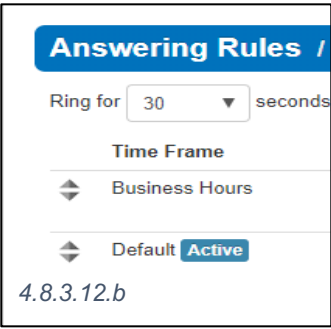 Answering Rules /
Ring for 30 seconds
Time Frame
Business Hours
Default Active
4.8.3.12.b